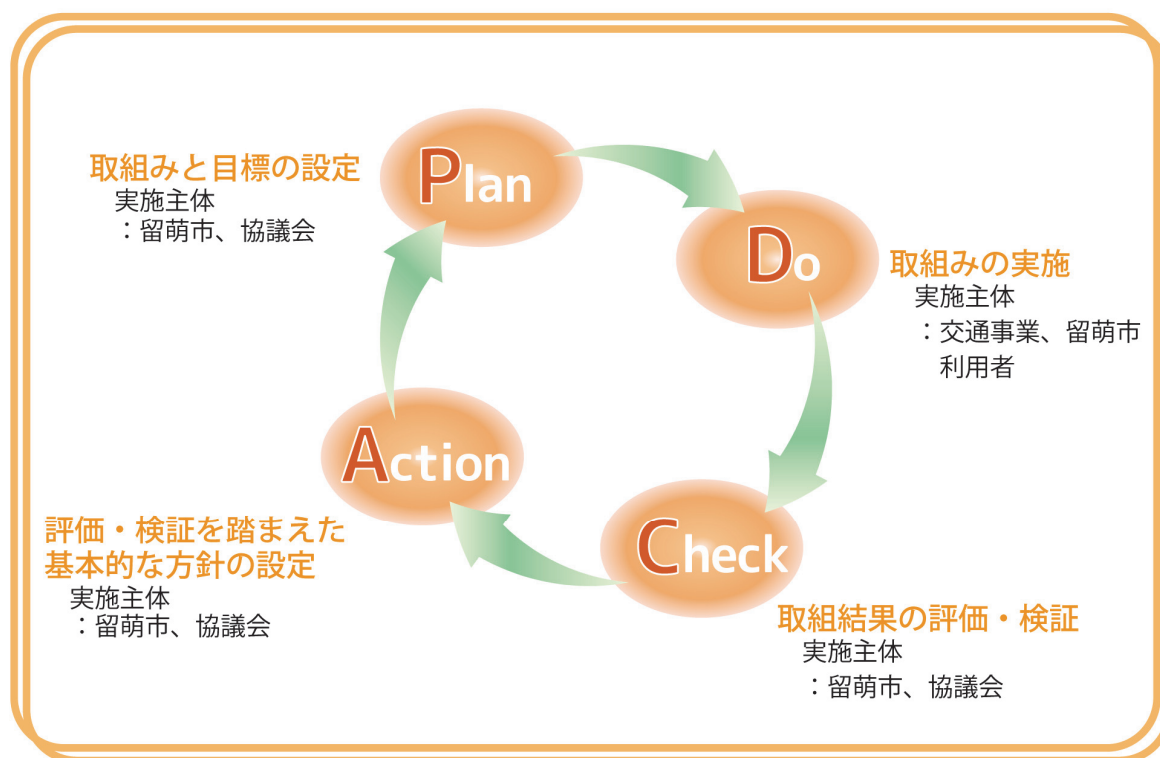 Plan
取組みと目標の設定
実施主体
：留萌市、協議会
Do
取組みの実施
実施主体
：交通事業、留萌市
利用者
Check
取組結果の評価・検証
実施主体
：留萌市、協議会
Action
評価・検証を踏まえた
基本的な方針の設定
実施主体
：留萌市、協議会